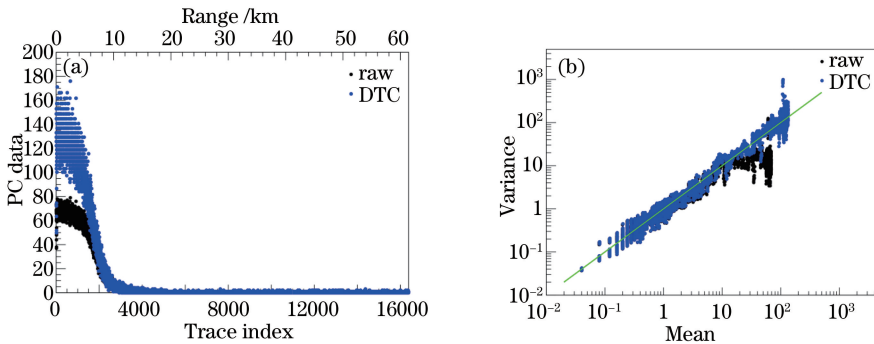 Range /km
0 10 20 30 40 50 60
200
180
160
140
120
100
80
60
40
20
0
PC data
(a)
raw
DTC
0 4000 8000 12000 16000
Trace index
(b)
raw
DTC
10³
10²
10
1
10⁻¹
10⁻²
Variance
10⁻² 10⁻¹ 1 10 10² 10³
Mean